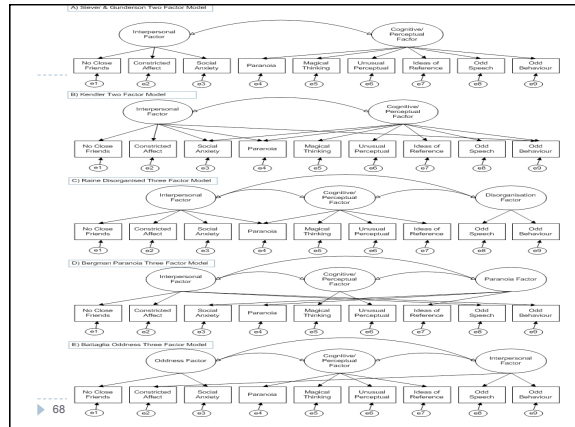 A) Siever & Gunderson Two Factor Model
Interpersonal
Factor
Cognitive/
Perceptual
Factor
No Close
Friends
Constricted
Affect
Social
Anxiety
Paranoia
Magical
Thinking
Unusual
Perceptual
Ideas of
Reference
Odd
Speech
Odd
Behaviour
e1 e2 e3 e4 e5 e6 e7 e8 e9
B) Kendler Two Factor Model
Interpersonal
Factor
Cognitive/
Perceptual
Factor
No Close
Friends
Constricted
Affect
Social
Anxiety
Paranoia
Magical
Thinking
Unusual
Perceptual
Ideas of
Reference
Odd
Speech
Odd
Behaviour
e1 e2 e3 e4 e5 e6 e7 e8 e9
C) Raine Disorganised Three Factor Model
Interpersonal
Factor
Cognitive/
Perceptual
Factor
Disorganisation
Factor
No Close
Friends
Constricted
Affect
Social
Anxiety
Paranoia
Magical
Thinking
Unusual
Perceptual
Ideas of
Reference
Odd
Speech
Odd
Behaviour
e1 e2 e3 e4 e5 e6 e7 e8 e9
D) Bergman Paranoia Three Factor Model
Interpersonal
Factor
Cognitive/
Perceptual
Factor
Paranoia Factor
No Close
Friends
Constricted
Affect
Social
Anxiety
Paranoia
Magical
Thinking
Unusual
Perceptual
Ideas of
Reference
Odd
Speech
Odd
Behaviour
e1 e2 e3 e4 e5 e6 e7 e8 e9
E) Battaglia Oddness Three Factor Model
Oddness Factor
Cognitive/
Perceptual
Factor
Interpersonal
Factor
No Close
Friends
Constricted
Affect
Social
Anxiety
Paranoia
Magical
Thinking
Unusual
Perceptual
Ideas of
Reference
Odd
Speech
Odd
Behaviour
e1 e2 e3 e4 e5 e6 e7 e8 e9
68